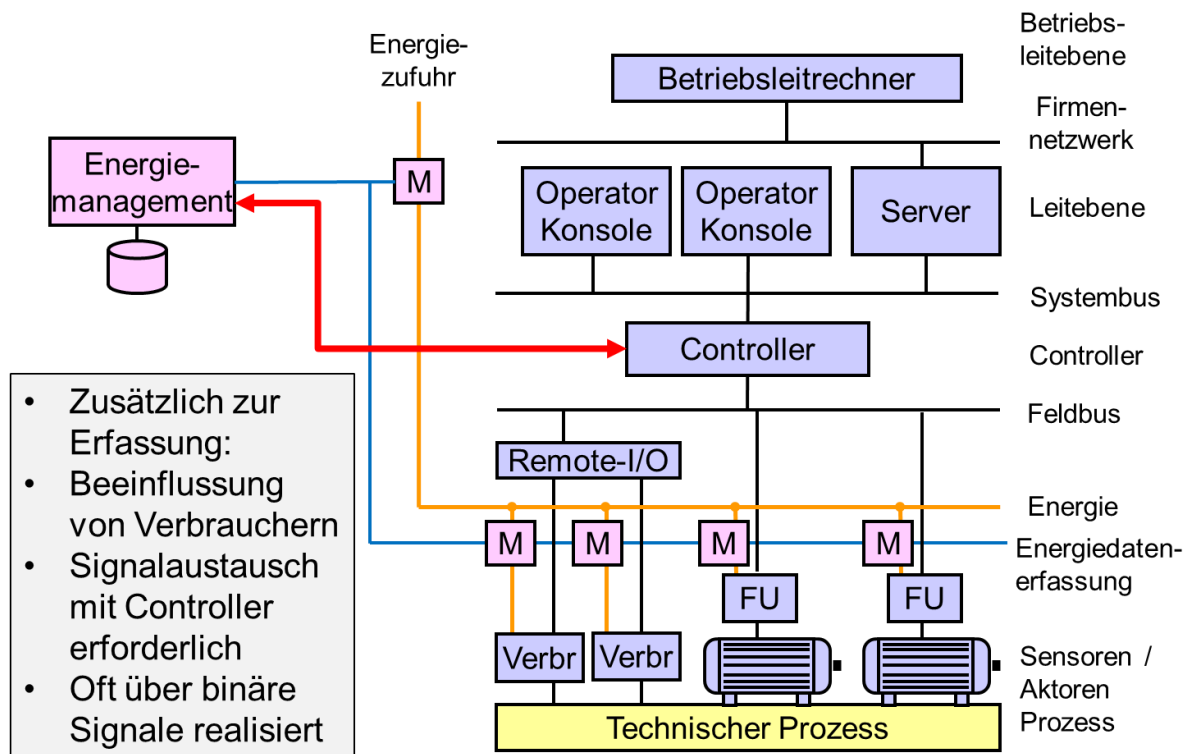 Energie-
zufuhr
Betriebs-
leitebene
Betriebsleitrechner
Firmen-
netzwerk
Energie-
management
M
Operator
Konsole
Operator
Konsole
Server
Leitebene
Systembus
Controller
Controller
Feldbus
• Zusätzlich zur
Erfassung:
• Beeinflussung
von Verbrauchern
• Signalaustausch
mit Controller
erforderlich
• Oft über binäre
Signale realisiert
Remote-I/O
Energie
M
M
M
M
Energiedaten-
erfassung
FU
FU
Verbr
Verbr
Sensoren /
Aktoren
Prozess
Technischer Prozess